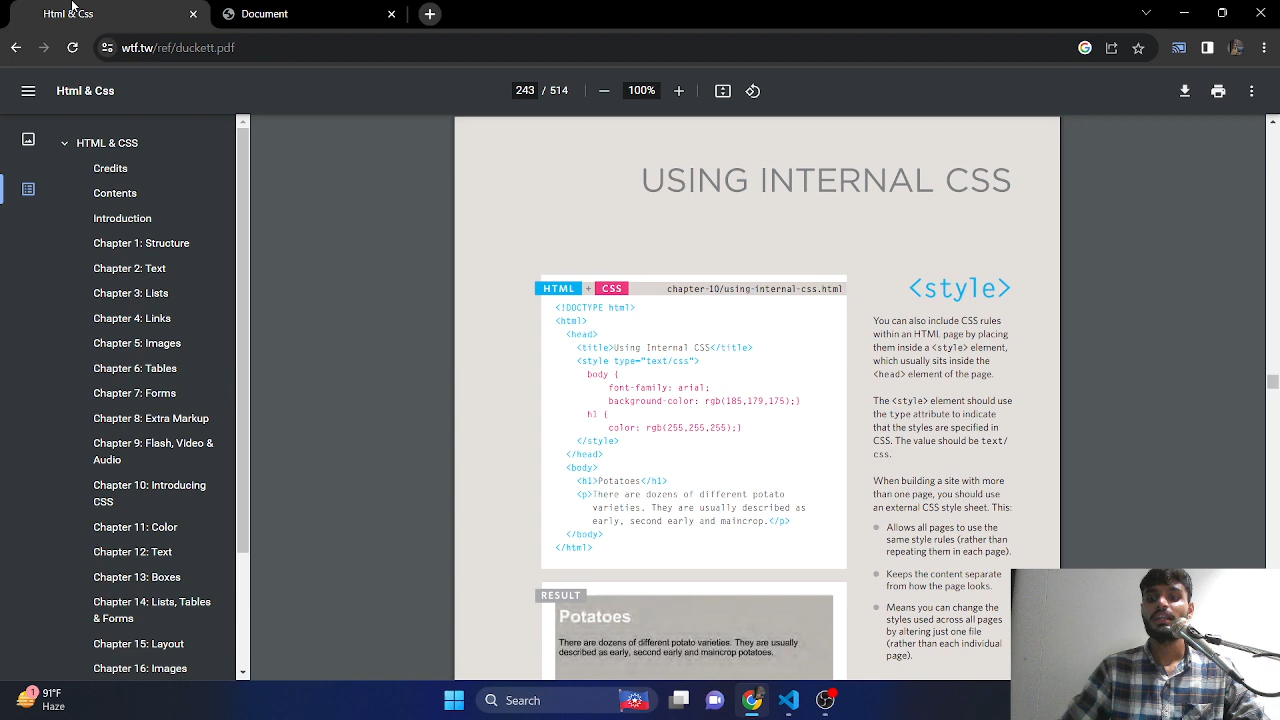 Html & Css
Document
wf.tw/ref/duckett.pdf
Html & Css
243 / 514
100%
HTML & CSS
Credits
Contents
Introduction
Chapter 1: Structure
Chapter 2: Text
Chapter 3: Lists
Chapter 4: Links
Chapter 5: Images
Chapter 6: Tables
Chapter 7: Forms
Chapter 8: Extra Markup
Chapter 9: Flash, Video &
Audio
Chapter 10: Introducing
CSS
Chapter 11: Color
Chapter 12: Text
Chapter 13: Boxes
Chapter 14: Lists, Tables
& Forms
Chapter 15: Layout
Chapter 16: Images
USING INTERNAL CSS
HTML + CSS chapter-10/using-internal-css.html
<!DOCTYPE html>
<html>
<head>
<title>Using Internal CSS</title>
<style type="text/css">
body {
font-family: arial;
background-color: rgb(185,179,175);}
h1 {
color: rgb(255,255,255);}
</style>
</head>
<body>
<h1>Potatoes</h1>
<p>There are dozens of different potato
varieties. They are usually described as
early, second early and maincrop.</p>
</body>
</html>
RESULT
Potatoes
There are dozens of different potato varieties. They are usually
described as early, second early and maincrop potatoes.
<style>
You can also include CSS rules
within an HTML page by placing
them inside a <style> element,
which usually sits inside the
<head> element of the page.
The <style> element should use
the type attribute to indicate
that the styles are specified in
CSS. The value should be text/
css.
When building a site with more
than one page, you should use
an external CSS style sheet. This:
Allows all pages to use the
same style rules (rather than
repeating them in each page).
Keeps the content separate
from how the page looks.
Means you can change the
styles used across all pages
by altering just one file
(rather than each individual
page).
1
91°F
Haze
Search